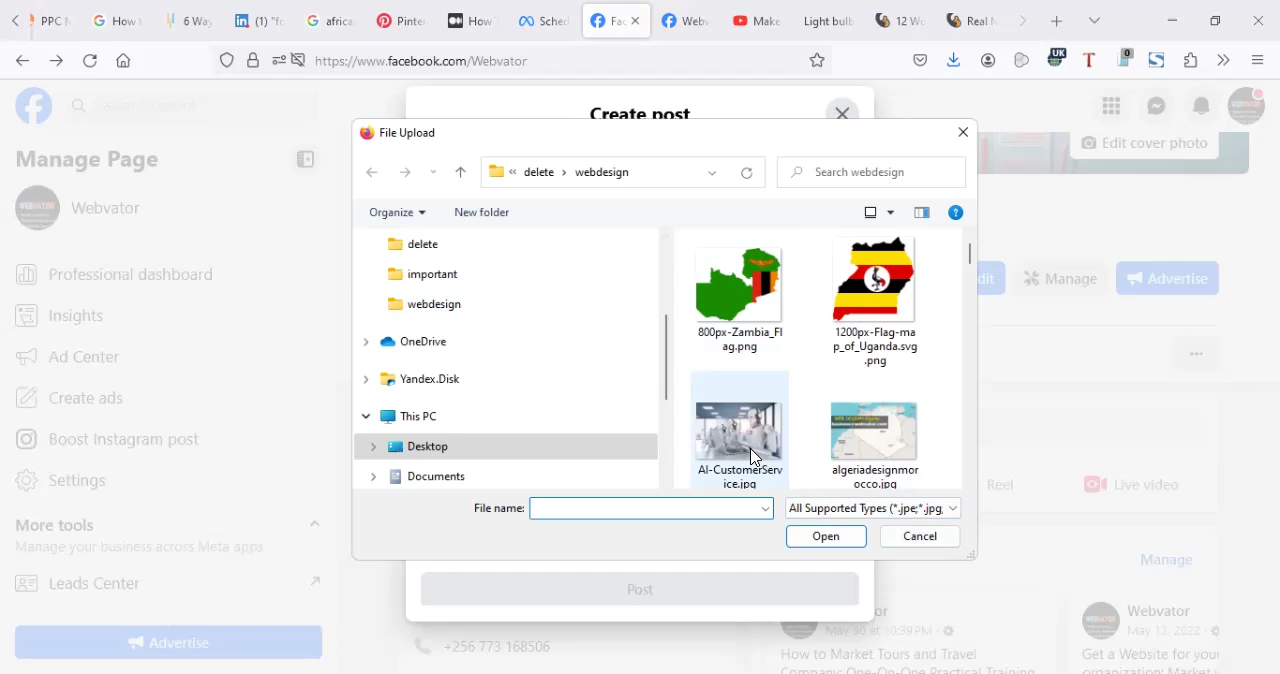 PPC
G How t
6 Way
(1) "fo
africa
Pinte
How
Sched
Fac
Webv
Make
Light bulb
12 Wo
Real N
https://www.facebook.com/Webvator
UK
T
0
S
Create post
Manage Page
Webvator
Professional dashboard
Insights
Ad Center
Create ads
Boost Instagram post
Settings
More tools
Manage your business across Meta apps
Leads Center
Advertise
Edit cover photo
dit
Manage
Advertise
Reel
Live video
Manage
File Upload
« delete › webdesign
Search webdesign
Organize
New folder
delete
important
webdesign
OneDrive
Yandex.Disk
This PC
Desktop
Documents
800px-Zambia_Fl
ag.png
1200px-Flag-ma
p_of_Uganda.svg
.png
AI-CustomerServ
ice.jpg
algeriadesignmor
occo.jpg
File name:
All Supported Types (*.jpe;*.jpg;
Open
Cancel
Post
+256 773 168506
or
May 30 at 10:39 PM
How to Market Tours and Travel
Company: One-On-One Practical Training
Webvator
May 12, 2022
Get a Website for your
organization: Market y